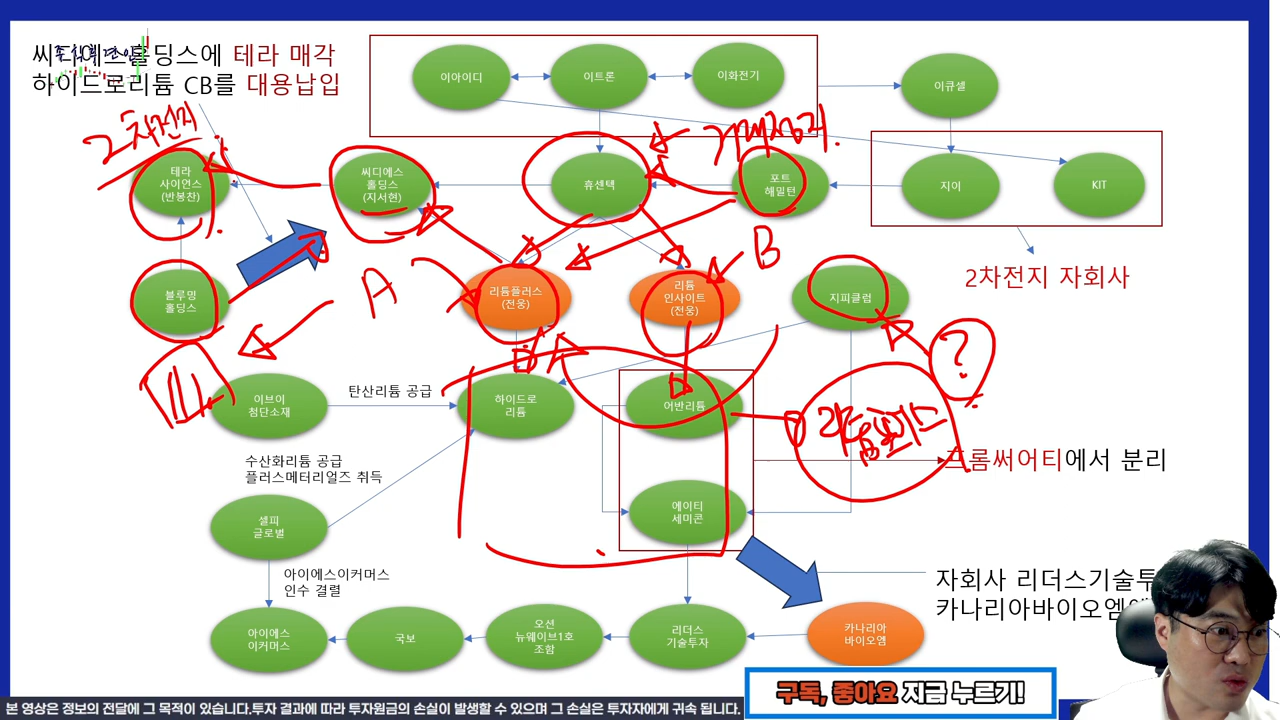 씨디에스홀딩스에 테라 매각
하이드로리튬 CB를 대용납입
이아이디
이트론
이화전기
이큐셀
2차전지
거래정지
테라
사이언스
(반봉찬)
씨디에스
홀딩스
(지서현)
휴센텍
포트
해밀턴
지이
KIT
2차전지 자회사
블루밍
홀딩스
A
리튬플러스
(전웅)
리튬
인사이트
(전웅)
B
지피클럽
?
이브이
첨단소재
탄산리튬 공급
하이드로
리튬
어반리튬
리튬포어스
프롬써어티에서 분리
수산화리튬 공급
플러스메터리얼즈 취득
셀피
글로벌
에이티
세미콘
아이에스이커머스
인수 결렬
자회사 리더스기술투
카나리아바이오엠에
아이에스
이커머스
국보
오션
뉴웨이브1호
조합
리더스
기술투자
카나리아
바이오엠
구독, 좋아요 지금 누르기!
본 영상은 정보의 전달에 그 목적이 있습니다.투자 결과에 따라 투자원금의 손실이 발생할 수 있으며 그 손실은 투자자에게 귀속 됩니다.